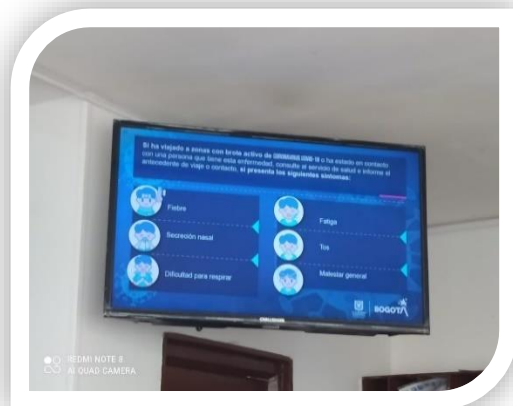 Si ha viajado a zonas con brote activo de CORONAVIRUS COVID-19 o ha estado en contacto
con una persona que tiene esta enfermedad, consulte el servicio de salud e informe el
antecedente de viaje o contacto, si presenta los siguientes síntomas:
Fiebre
Secreción nasal
Dificultad para respirar
Fatiga
Tos
Malestar general
BOGOTÁ
CHALLENGER
REDMI NOTE 8
AI QUAD CAMERA